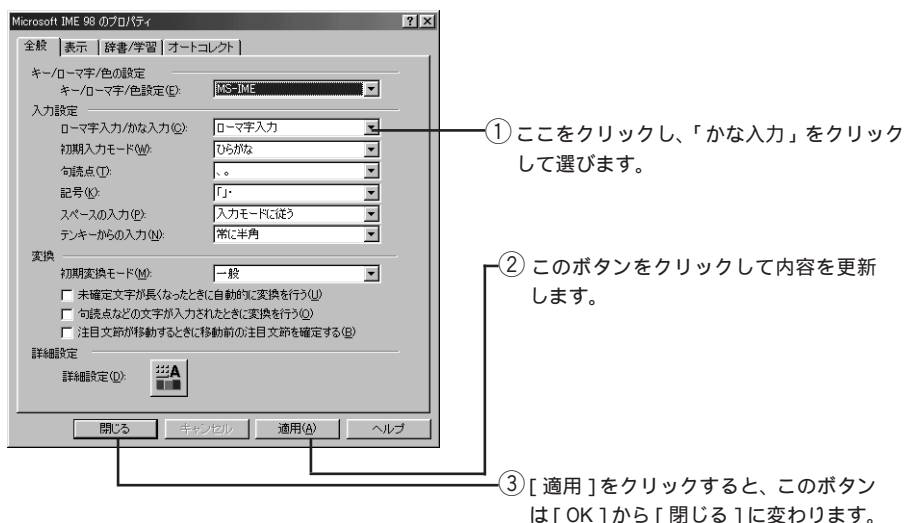 Microsoft IME 98 のプロパティ
全般 表示 辞書/学習 オートコレクト
キー/ローマ字/色の設定
キー/ローマ字/色設定(E): MS-IME
入力設定
ローマ字入力/かな入力(C): ローマ字入力
① ここをクリックし、「かな入力」をクリック
して選びます。
初期入力モード(W): ひらがな
句読点(T): 、。
記号(K): 「」・
スペースの入力(P): 入力モードに従う
テンキーからの入力(N): 常に半角
変換
② このボタンをクリックして内容を更新
します。
初期変換モード(M): 一般
未確定文字が長くなったときに自動的に変換を行う(U)
句読点などの文字が入力されたときに変換を行う(O)
注目文節が移動するときに移動前の注目文節を確定する(B)
詳細設定
詳細設定(D): A
閉じる キャンセル 適用(A) ヘルプ
③ [ 適用 ]をクリックすると、このボタン
は[ OK ]から[ 閉じる ]に変わります。